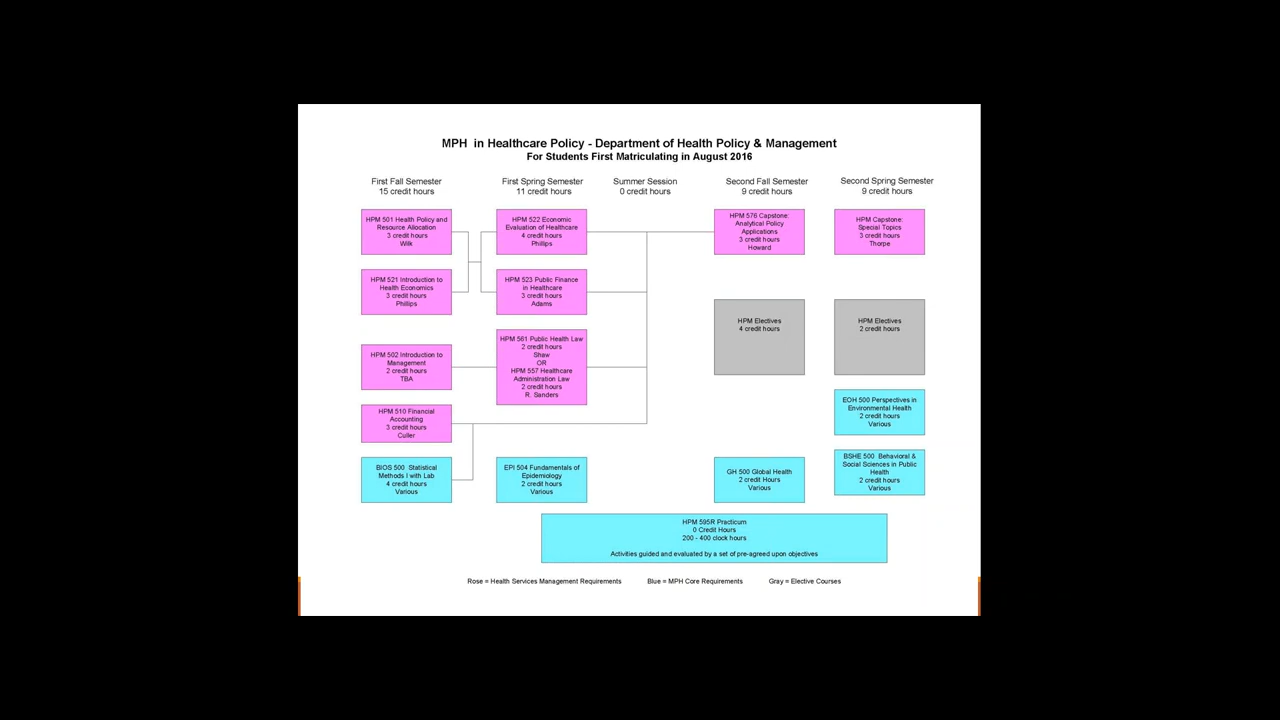 MPH in Healthcare Policy - Department of Health Policy & Management
For Students First Matriculating in August 2016
First Fall Semester
15 credit hours
First Spring Semester
11 credit hours
Summer Session
0 credit hours
Second Fall Semester
9 credit hours
Second Spring Semester
9 credit hours
HPM 501 Health Policy and
Resource Allocation
3 credit hours
Wilk
HPM 522 Economic
Evaluation of Healthcare
4 credit hours
Phillips
HPM 576 Capstone:
Analytical Policy
Applications
3 credit hours
Howard
HPM Capstone:
Special Topics
3 credit hours
Thorpe
HPM 521 Introduction to
Health Economics
3 credit hours
Phillips
HPM 523 Public Finance
in Healthcare
3 credit hours
Adams
HPM Electives
4 credit hours
HPM Electives
2 credit hours
HPM 502 Introduction to
Management
2 credit hours
TBA
HPM 561 Public Health Law
2 credit hours
Shaw
OR
HPM 557 Healthcare
Administration Law
2 credit hours
R. Sanders
EOH 500 Perspectives in
Environmental Health
2 credit hours
Various
HPM 510 Financial
Accounting
3 credit hours
Culler
BIOS 500 Statistical
Methods I with Lab
4 credit hours
Various
EPI 504 Fundamentals of
Epidemiology
2 credit hours
Various
GH 500 Global Health
2 credit Hours
Various
BSHE 500 Behavioral &
Social Sciences in Public
Health
2 credit hours
Various
HPM 595R Practicum
0 Credit Hours
200 - 400 clock hours
Activities guided and evaluated by a set of pre-agreed upon objectives
Rose = Health Services Management Requirements
Blue = MPH Core Requirements
Gray = Elective Courses